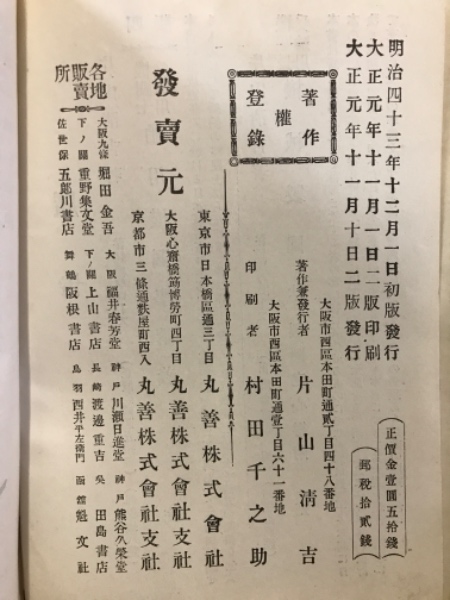 明治四十三年十二月一日初版發行
大正元年十一月一日二版印刷
大正元年十一月十日二版發行
正價金壹圓五拾錢
郵税拾貳錢
著作
權
登錄
大阪市西區本田町通貳丁目四十八番地
著作兼發行者 片山清吉
大阪市西區本田町通壹丁目六十一番地
印刷者 村田千之助
發賣元
東京市日本橋區通三丁目 丸善株式會社
大阪心齋橋筋博勞町四丁目 丸善株式會社支社
京都市三條通麩屋町西入 丸善株式會社支社
各地
販賣
所
大阪九條 堀田金吾 大阪 福井春芳堂 神戸 川瀬日進堂 神戸 熊谷久榮堂
下ノ關 重野集文堂 下ノ關 上山書店 長崎 渡邊重吉 吳 田島書店
佐世保 五郎川書店 舞鶴 阪根書店 鳥羽 西井平左衞門 函館 魁文社